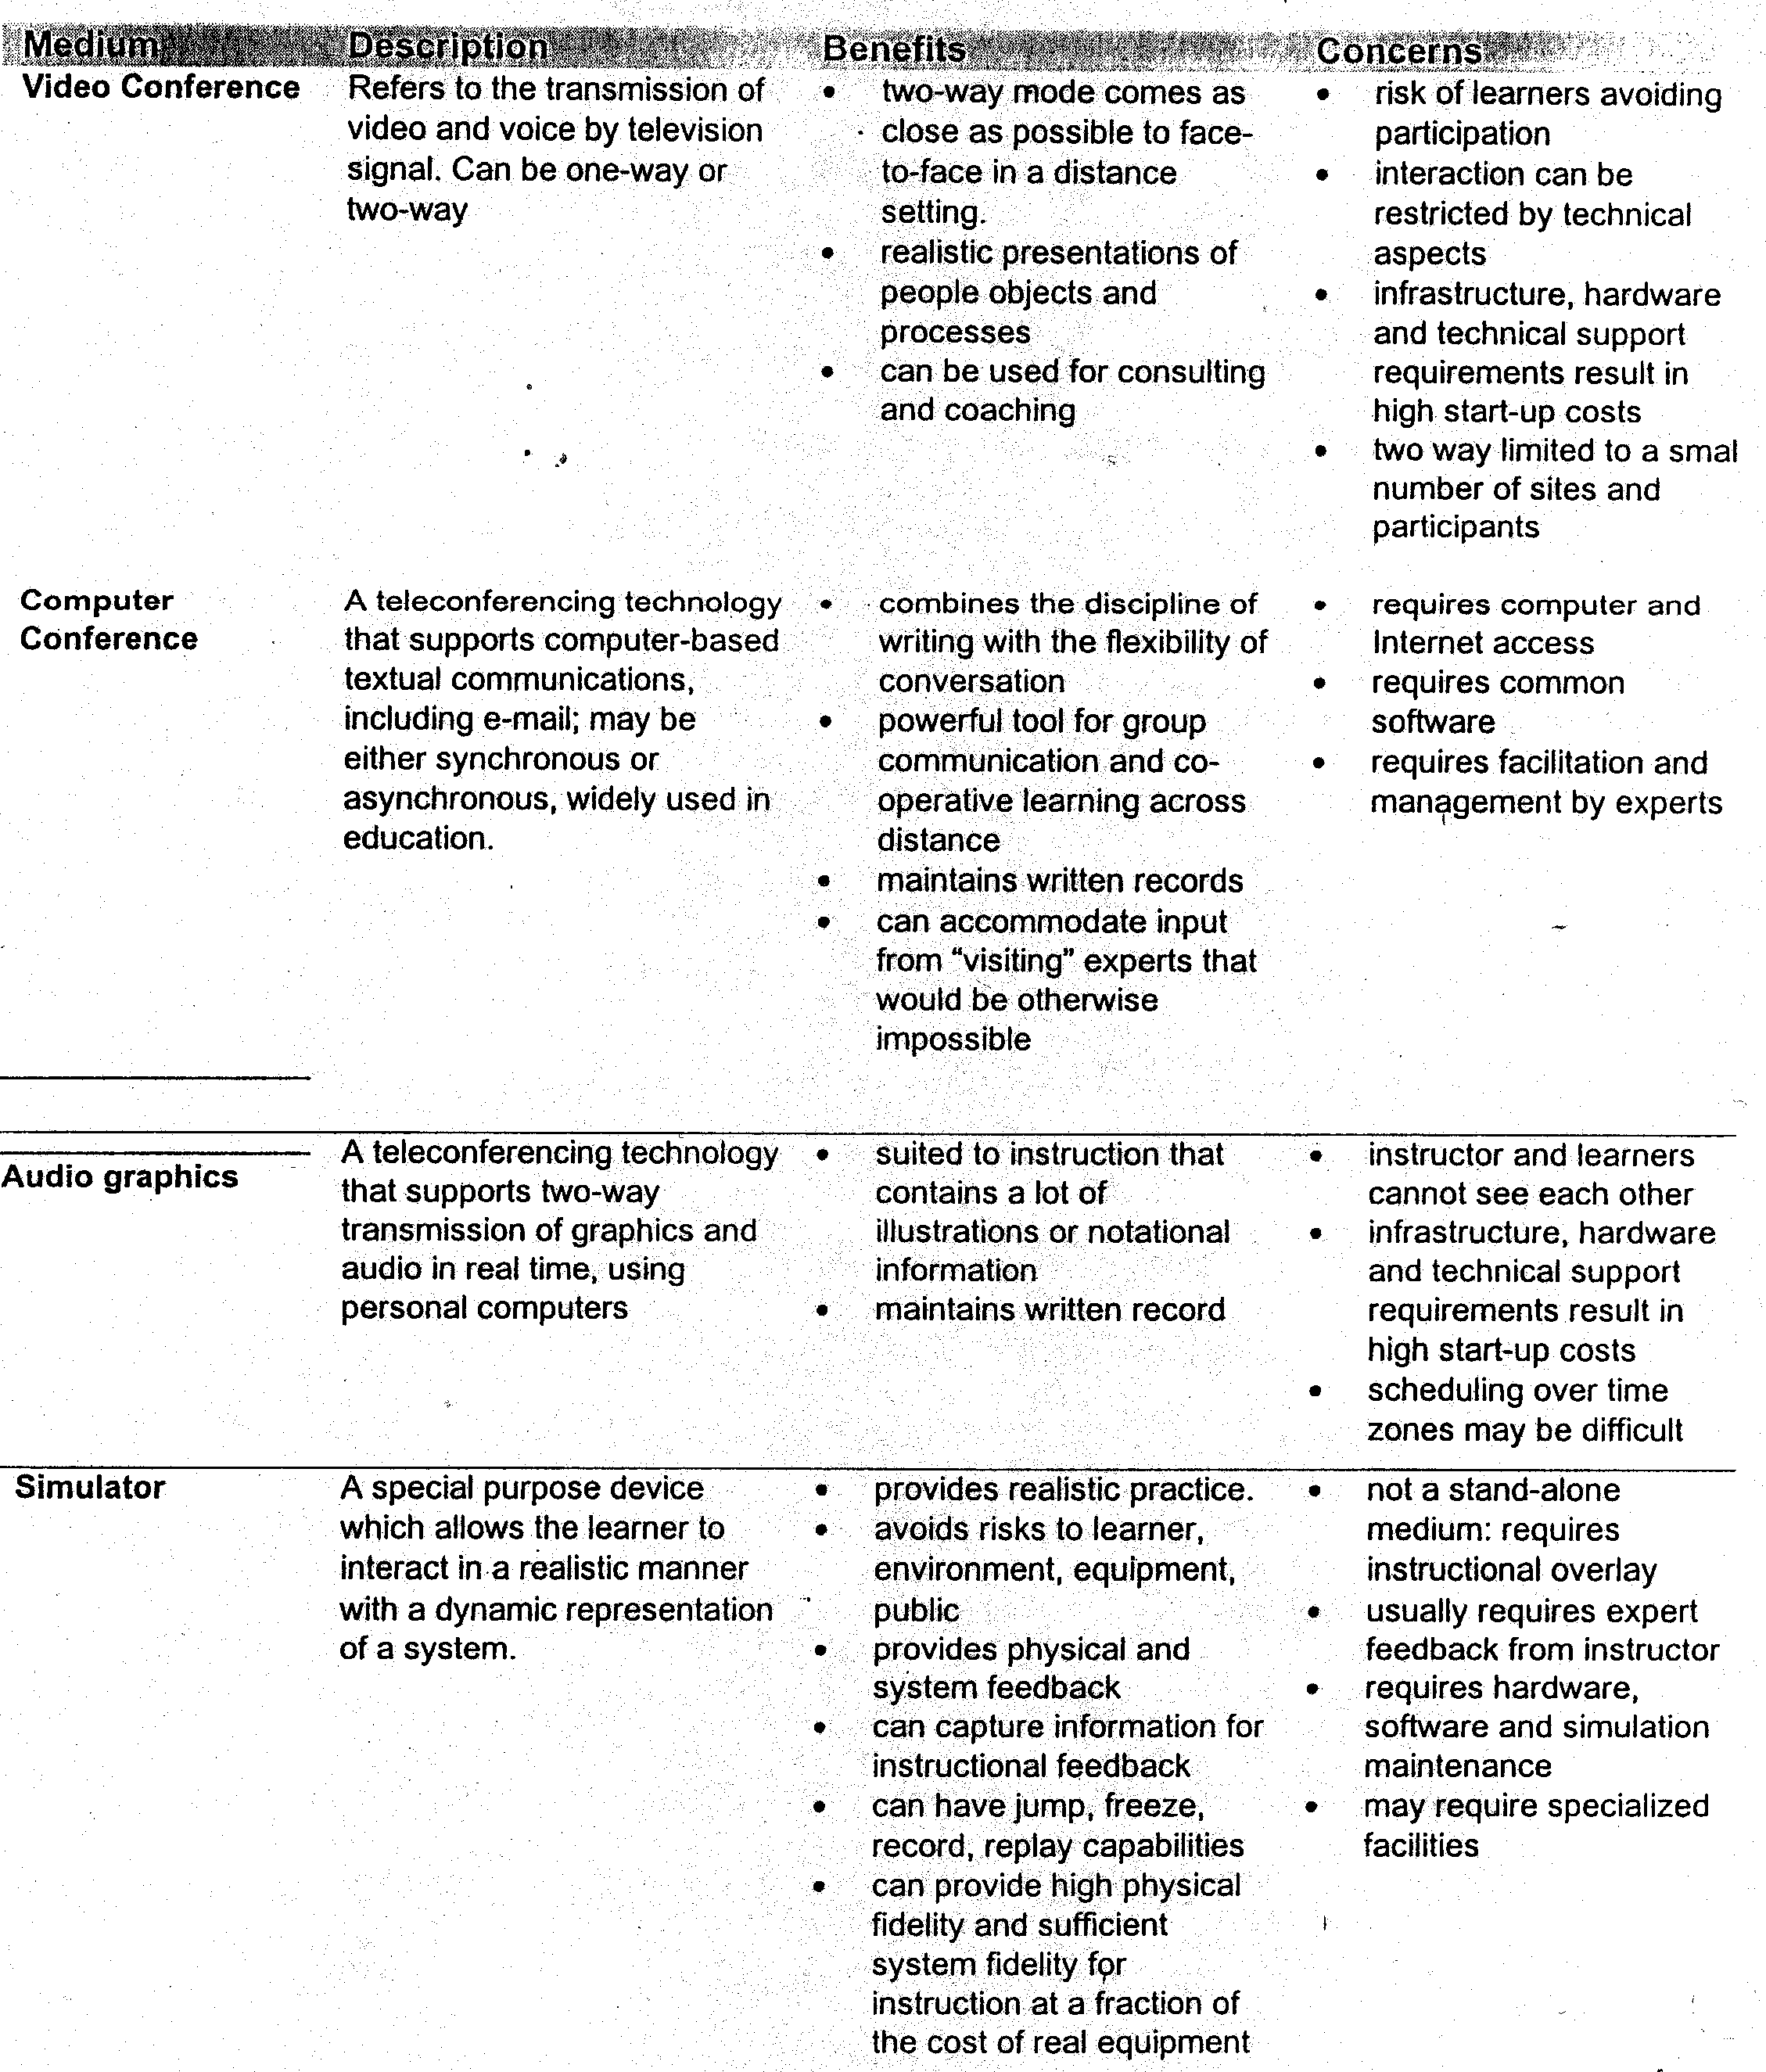 Medium Description Benefits Concerns
Video Conference
Refers to the transmission of
video and voice by television
signal. Can be one-way or
two-way
• two-way mode comes as
close as possible to face-
to-face in a distance
setting.
• realistic presentations of
people objects and
processes
• can be used for consulting
and coaching
• risk of learners avoiding
participation
• interaction can be
restricted by technical
aspects
• infrastructure, hardware
and technical support
requirements result in
high start-up costs
• two way limited to a smal
number of sites and
participants
Computer
Conference
A teleconferencing technology
that supports computer-based
textual communications,
including e-mail; may be
either synchronous or
asynchronous, widely used in
education.
• combines the discipline of
writing with the flexibility of
conversation
• powerful tool for group
communication and co-
operative learning across
distance
• maintains written records
• can accommodate input
from “visiting” experts that
would be otherwise
impossible
• requires computer and
Internet access
• requires common
software
• requires facilitation and
management by experts
Audio graphics
A teleconferencing technology
that supports two-way
transmission of graphics and
audio in real time, using
personal computers
• suited to instruction that
contains a lot of
illustrations or notational
information
• maintains written record
• instructor and learners
cannot see each other
• infrastructure, hardware
and technical support
requirements result in
high start-up costs
• scheduling over time
zones may be difficult
Simulator
A special purpose device
which allows the learner to
interact in a realistic manner
with a dynamic representation
of a system.
• provides realistic practice.
• avoids risks to learner,
environment, equipment,
public
• provides physical and
system feedback
• can capture information for
instructional feedback
• can have jump, freeze,
record, replay capabilities
• can provide high physical
fidelity and sufficient
system fidelity for
instruction at a fraction of
the cost of real equipment
• not a stand-alone
medium: requires
instructional overlay
• usually requires expert
feedback from instructor
• requires hardware,
software and simulation
maintenance
• may require specialized
facilities